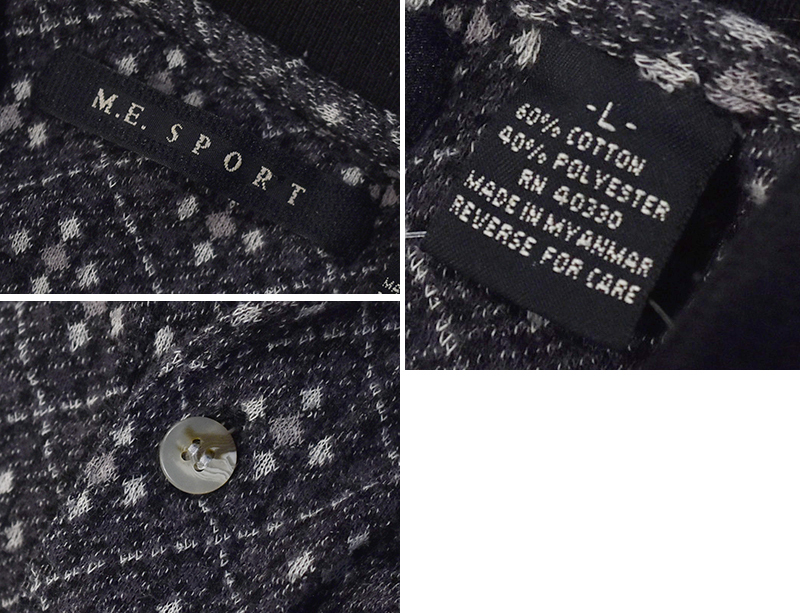 M.E. SPORT
-L-
60% COTTON
40% POLYESTER
RN 40330
MADE IN MYANMAR
REVERSE FOR CARE